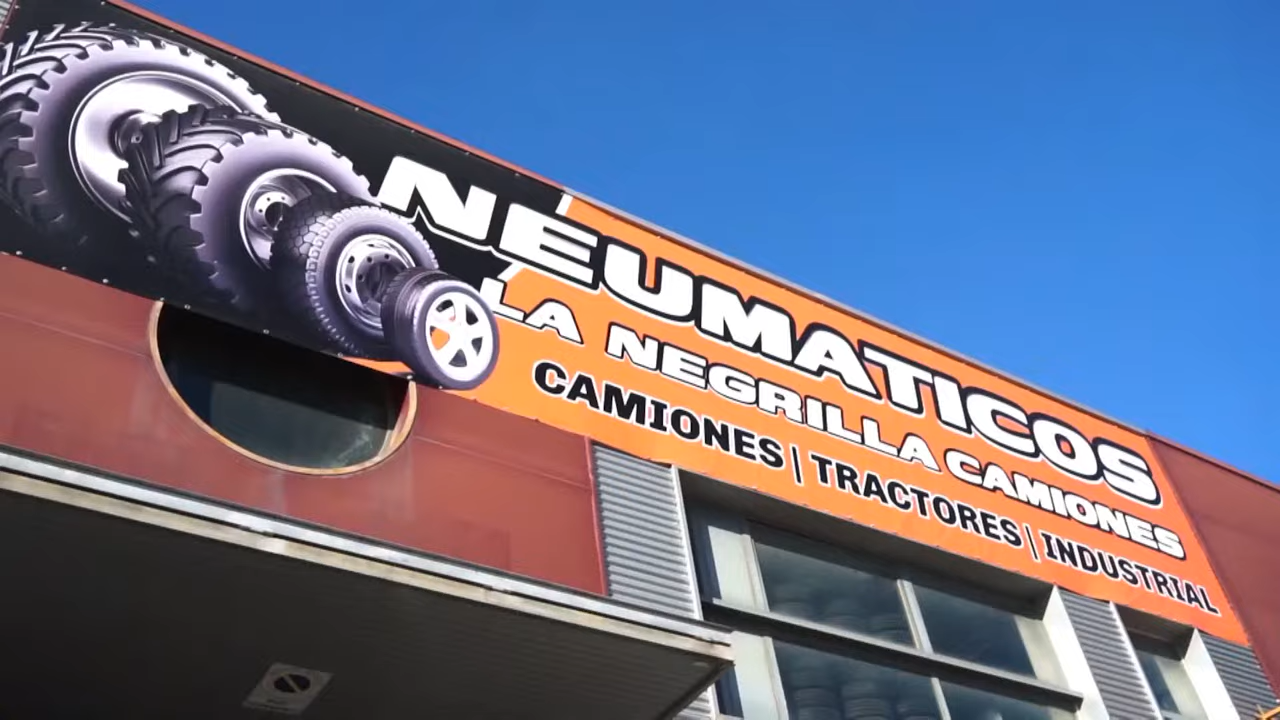 NEUMATICOS
LA NEGRILLA CAMIONES
CAMIONES | TRACTORES | INDUSTRIAL